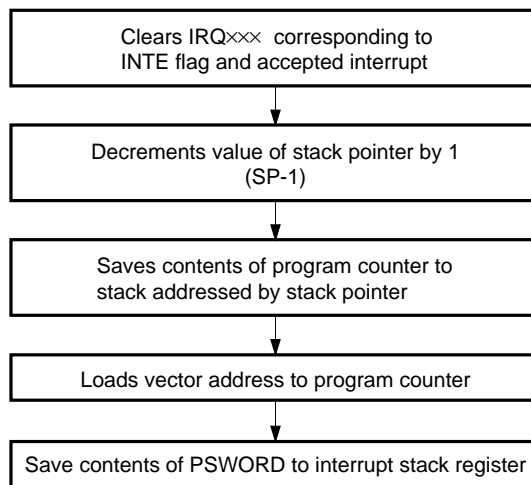 Clears IRQ××× corresponding to
INTE flag and accepted interrupt
Decrements value of stack pointer by 1
(SP-1)
Saves contents of program counter to
stack addressed by stack pointer
Loads vector address to program counter
Save contents of PSWORD to interrupt stack register